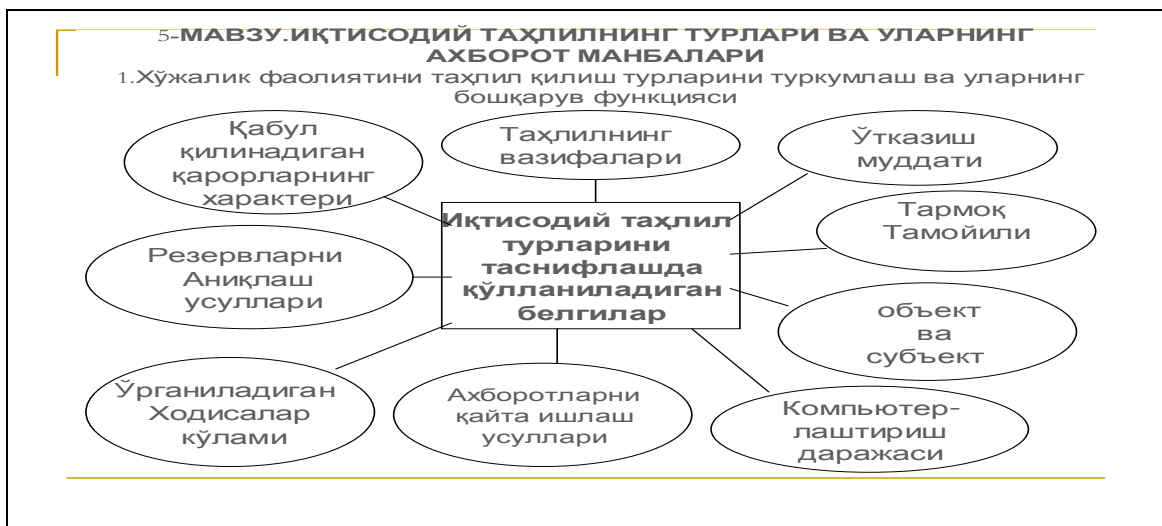 5-МАВЗУ.ИҚТИСОДИЙ ТАҲЛИЛНИНГ ТУРЛАРИ ВА УЛАРНИНГ
АХБОРОТ МАНБАЛАРИ
1.Хўжалик фаолиятини таҳлил қилиш турларини туркумлаш ва уларнинг
бошқарув функцияси
Қабул
қилинадиган
қарорларнинг
характери
Таҳлилнинг
вазифалари
Ўтказиш
муддати
Иқтисодий таҳлил
турларини
таснифлашда
қўлланиладиган
белгилар
Тармоқ
Тамойили
Резервларни
Аниқлаш
усуллари
объект
ва
субъект
Ўрганиладиган
Ходисалар
кўлами
Ахборотларни
қайта ишлаш
усуллари
Компьютер-
лаштириш
даражаси